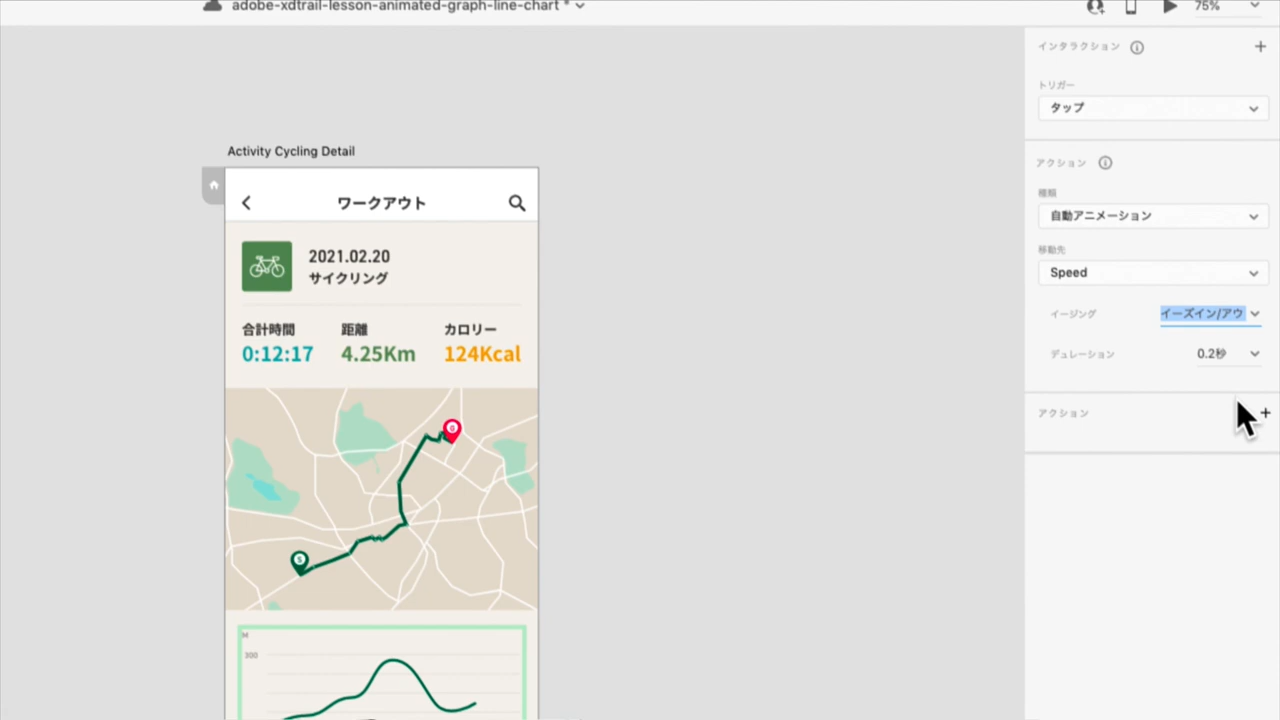 adobe-xdtrail-lesson-animated-graph-line-chart *
75%
インタラクション
トリガー
タップ
アクション
種類
自動アニメーション
移動先
Speed
イージング
イーズイン/アウ
デュレーション
0.2秒
アクション
Activity Cycling Detail
ワークアウト
2021.02.20
サイクリング
合計時間 距離 カロリー
0:12:17 4.25Km 124Kcal
G
S
M
300